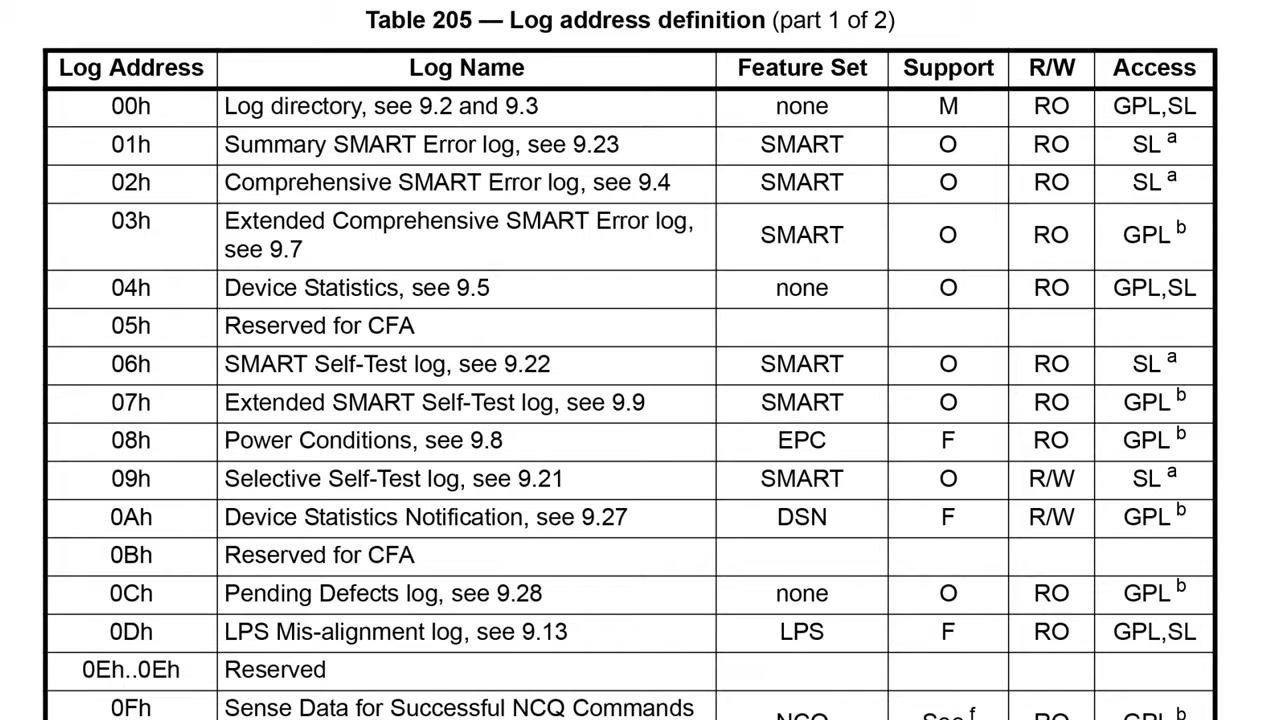 Table 205 — Log address definition (part 1 of 2)
Log Address Log Name Feature Set Support R/W Access
00h Log directory, see 9.2 and 9.3 none M RO GPL,SL
01h Summary SMART Error log, see 9.23 SMART O RO SL a
02h Comprehensive SMART Error log, see 9.4 SMART O RO SL a
03h Extended Comprehensive SMART Error log,
see 9.7 SMART O RO GPL b
04h Device Statistics, see 9.5 none O RO GPL,SL
05h Reserved for CFA
06h SMART Self-Test log, see 9.22 SMART O RO SL a
07h Extended SMART Self-Test log, see 9.9 SMART O RO GPL b
08h Power Conditions, see 9.8 EPC F RO GPL b
09h Selective Self-Test log, see 9.21 SMART O R/W SL a
0Ah Device Statistics Notification, see 9.27 DSN F R/W GPL b
0Bh Reserved for CFA
0Ch Pending Defects log, see 9.28 none O RO GPL b
0Dh LPS Mis-alignment log, see 9.13 LPS F RO GPL,SL
0Eh..0Eh Reserved
0Fh Sense Data for Successful NCQ Commands
NCQ See f RO GPL b